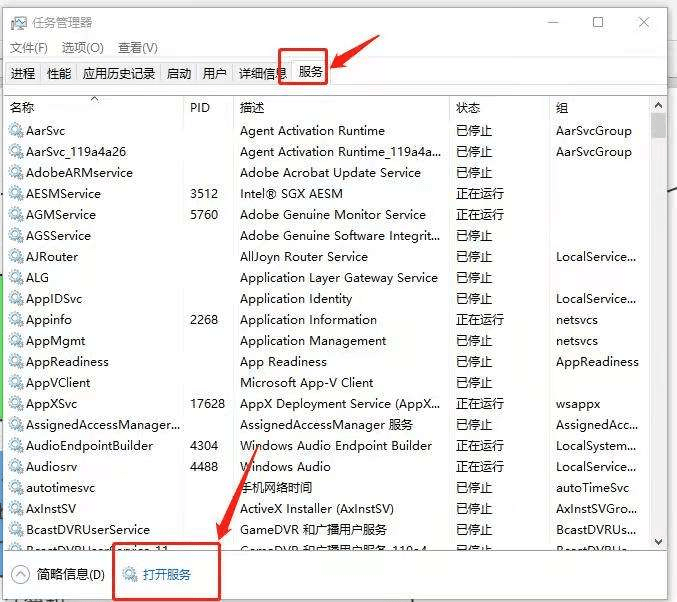 任务管理器
文件(F) 选项(O) 查看(V)
进程 性能 应用历史记录 启动 用户 详细信息 服务
名称 PID 描述 状态 组
AarSvc Agent Activation Runtime 已停止 AarSvcGroup
AarSvc_119a4a26 Agent Activation Runtime_119a4a... 已停止 AarSvcGroup
AdobeARMservice Adobe Acrobat Update Service 已停止
AESMService 3512 Intel® SGX AESM 正在运行
AGMService 5760 Adobe Genuine Monitor Service 正在运行
AGSService Adobe Genuine Software Integrit... 已停止
AJRouter AllJoyn Router Service 已停止 LocalService...
ALG Application Layer Gateway Service 已停止
AppIDSvc Application Identity 已停止 LocalService...
Appinfo 2268 Application Information 正在运行 netsvcs
AppMgmt Application Management 已停止 netsvcs
AppReadiness App Readiness 已停止 AppReadiness
AppVClient Microsoft App-V Client 已停止
AppXSvc 17628 AppX Deployment Service (AppX... 正在运行 wsappx
AssignedAccessManager... AssignedAccessManager 服务 已停止 AssignedAcc...
AudioEndpointBuilder 4304 Windows Audio Endpoint Builder 正在运行 LocalSystem...
Audiosrv 4488 Windows Audio 正在运行 LocalService...
autotimesvc 手机网络时间 已停止 autoTimeSvc
AxInstSV ActiveX Installer (AxInstSV) 已停止 AxInstSVGro...
BcastDVRUserService GameDVR 和广播用户服务 已停止 BcastDVRUs...
BcastDVRUserService_11... GameDVR 和广播用户服务_119a4... 已停止 BcastDVRUs...
简略信息(D) 打开服务